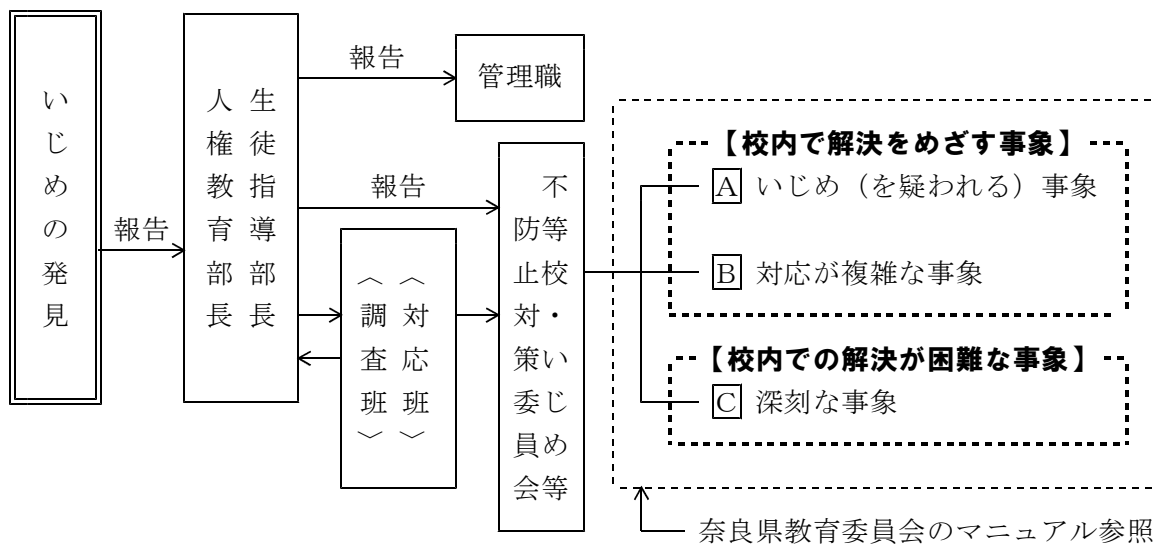 いじめの発見
報告
生徒指導部長
人権教育部長
報告
管理職
報告
〈対応班〉
〈調査班〉
不等校・いじめ等
防止対策委員会
【校内で解決をめざす事象】
A いじめ（を疑われる）事象
B 対応が複雑な事象
【校内での解決が困難な事象】
C 深刻な事象
奈良県教育委員会のマニュアル参照